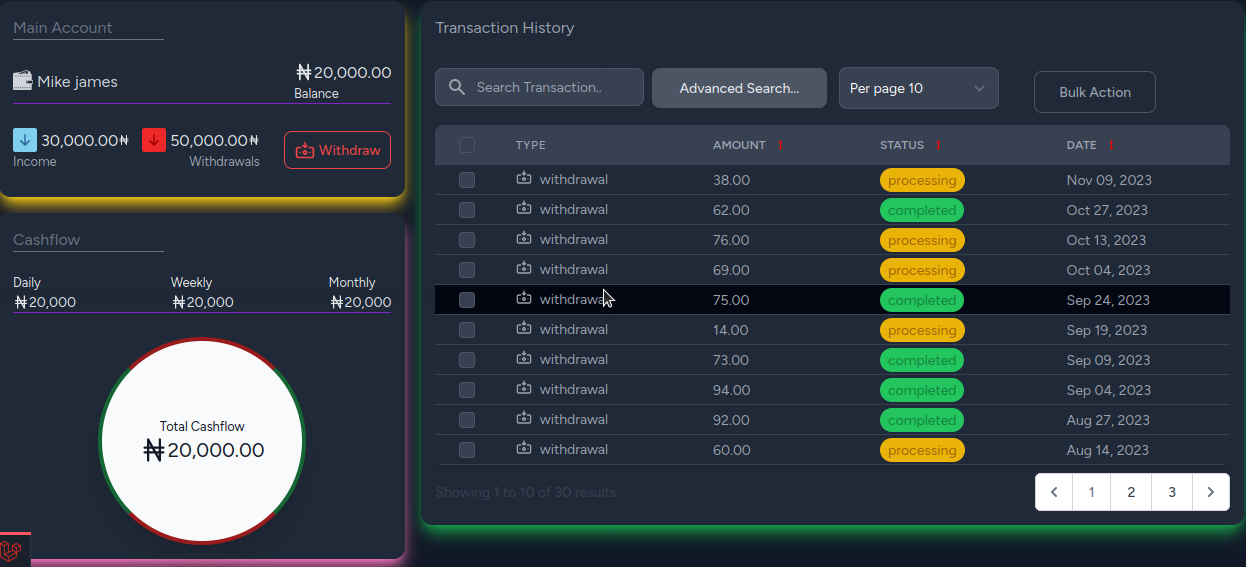 Main Account
Mike james
₦20,000.00
Balance
30,000.00₦
Income
50,000.00₦
Withdrawals
Withdraw
Cashflow
Daily Weekly Monthly
₦20,000 ₦20,000 ₦20,000
Total Cashflow
₦20,000.00
Transaction History
Search Transaction.. Advanced Search... Per page 10 Bulk Action
TYPE AMOUNT STATUS DATE
withdrawal 38.00 processing Nov 09, 2023
withdrawal 62.00 completed Oct 27, 2023
withdrawal 76.00 processing Oct 13, 2023
withdrawal 69.00 processing Oct 04, 2023
withdrawal 75.00 completed Sep 24, 2023
withdrawal 14.00 processing Sep 19, 2023
withdrawal 73.00 completed Sep 09, 2023
withdrawal 94.00 completed Sep 04, 2023
withdrawal 92.00 completed Aug 27, 2023
withdrawal 60.00 processing Aug 14, 2023
Showing 1 to 10 of 30 results
1 2 3